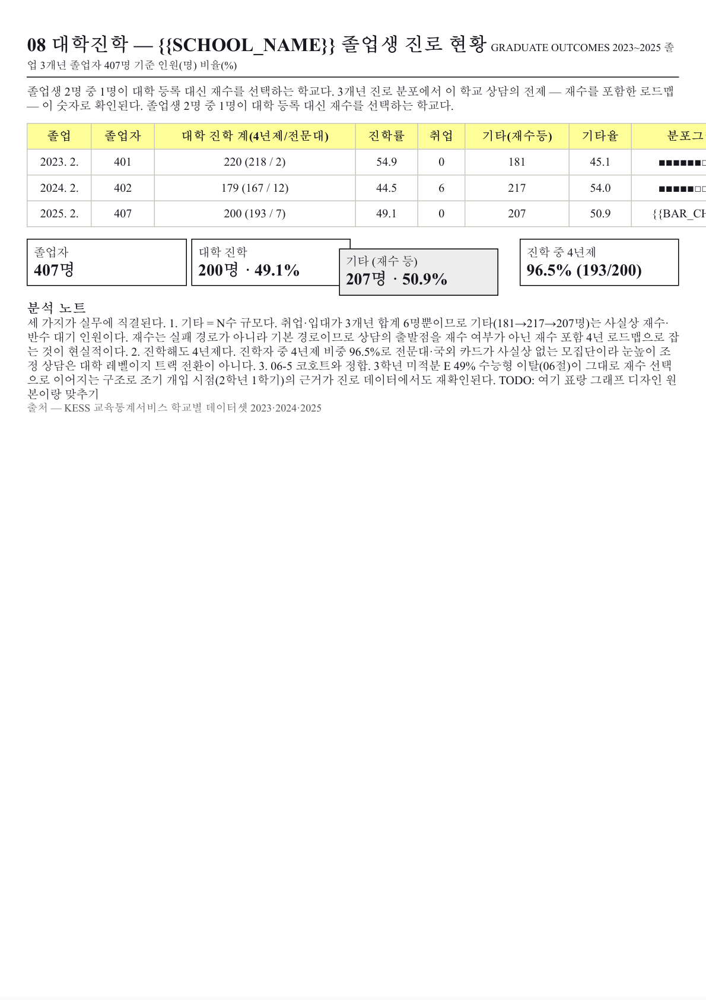 08 대학진학 — {{SCHOOL_NAME}} 졸업생 진로 현황 GRADUATE OUTCOMES 2023~2025 졸
업 3개년 졸업자 407명 기준 인원(명) 비율(%)
졸업생 2명 중 1명이 대학 등록 대신 재수를 선택하는 학교다. 3개년 진로 분포에서 이 학교 상담의 전제 — 재수를 포함한 로드맵
— 이 숫자로 확인된다. 졸업생 2명 중 1명이 대학 등록 대신 재수를 선택하는 학교다.
졸업 졸업자 대학 진학 계(4년제/전문대) 진학률 취업 기타(재수등) 기타율 분포그
2023. 2. 401 220 (218 / 2) 54.9 0 181 45.1 ■■■■■■□
2024. 2. 402 179 (167 / 12) 44.5 6 217 54.0 ■■■■■□□
2025. 2. 407 200 (193 / 7) 49.1 0 207 50.9 {{BAR_CH
졸업자
407명
대학 진학
200명 · 49.1%
기타 (재수 등)
207명 · 50.9%
진학 중 4년제
96.5% (193/200)
분석 노트
세 가지가 실무에 직결된다. 1. 기타 = N수 규모다. 취업·입대가 3개년 합계 6명뿐이므로 기타(181→217→207명)는 사실상 재수·
반수 대기 인원이다. 재수는 실패 경로가 아니라 기본 경로이므로 상담의 출발점을 재수 여부가 아닌 재수 포함 4년 로드맵으로 잡
는 것이 현실적이다. 2. 진학해도 4년제다. 진학자 중 4년제 비중 96.5%로 전문대·국외 카드가 사실상 없는 모집단이라 눈높이 조
정 상담은 대학 레벨이지 트랙 전환이 아니다. 3. 06-5 코호트와 정합. 3학년 미적분 E 49% 수능형 이탈(06절)이 그대로 재수 선택
으로 이어지는 구조로 조기 개입 시점(2학년 1학기)의 근거가 진로 데이터에서도 재확인된다. TODO: 여기 표랑 그래프 디자인 원
본이랑 맞추기
출처 — KESS 교육통계서비스 학교별 데이터셋 2023·2024·2025